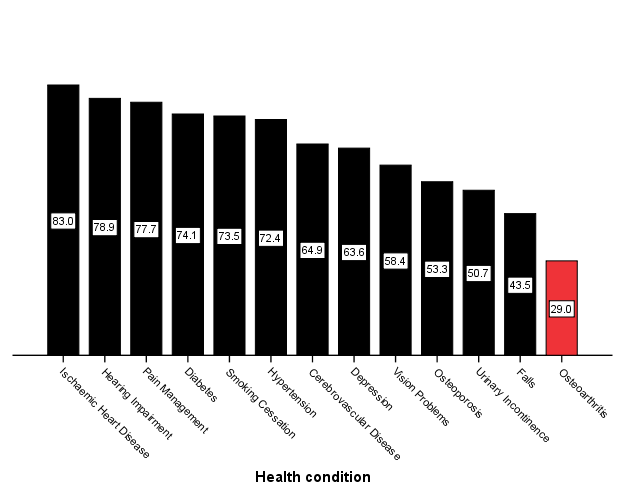 83.0
78.9
77.7
74.1
73.5
72.4
64.9
63.6
58.4
53.3
50.7
43.5
29.0
Ischaemic Heart Disease
Hearing Impairment
Pain Management
Diabetes
Smoking Cessation
Hypertension
Cerebrovascular Disease
Depression
Vision Problems
Osteoporosis
Urinary Incontinence
Falls
Osteoarthritis
Health condition